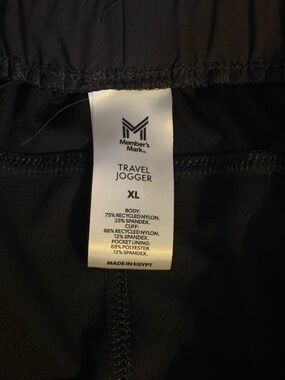 M
Member's
Mark™
TRAVEL
JOGGER
XL
BODY:
75% RECYCLED NYLON.
25% SPANDEX.
CUFF:
88% RECYCLED NYLON.
12% SPANDEX.
POCKET LINING:
88% POLYESTER
12% SPANDEX.
MADE IN EGYPT